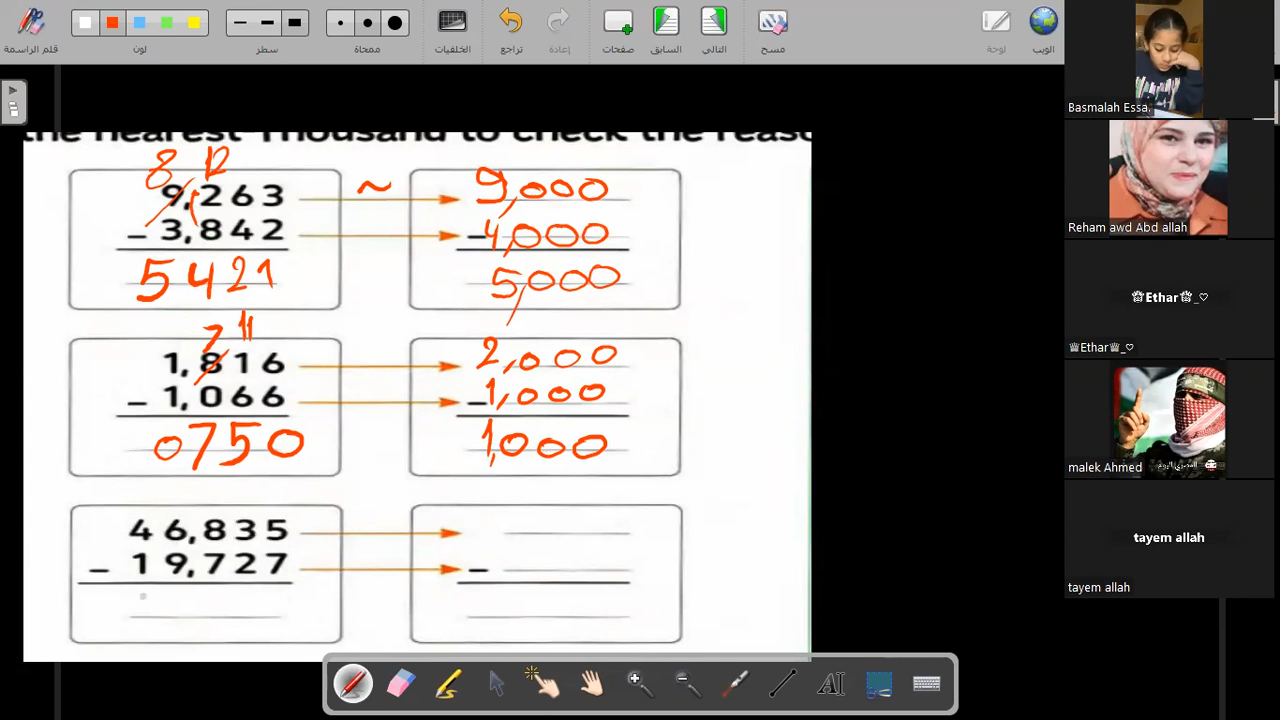 قلم الراسمة
لون
سطر
ممحاة
الخلفيات
تراجع
إعادة
صفحات
السابق
التالي
مسح
لوحة
الويب
the nearest Thousand to check the reaso
8 12
9,263 ~ 9,000
- 3,842 - 4,000
5421 5,000
7 11
1,816 2,000
- 1,066 - 1,000
0750 1,000
46,835
- 19,727 -
Basmalah Essa.
Reham awd Abd allah
♕Ethar♕_♡
♕Ethar♕_♡
malek Ahmed
tayem allah
tayem allah
AI